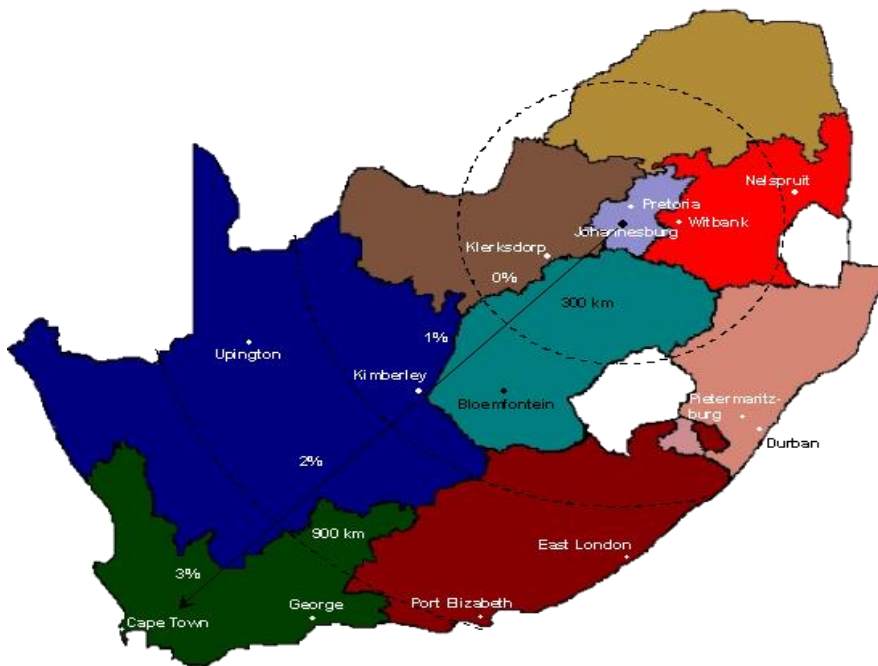 Nelspruit
Pretoria
Witbank
Johannesburg
Klerksdorp
0%
300 km
1%
Upington
Kimberley
Bloemfontein
Pietermaritz-
burg
Durban
2%
900 km
East London
3%
George
Port Elizabeth
Cape Town